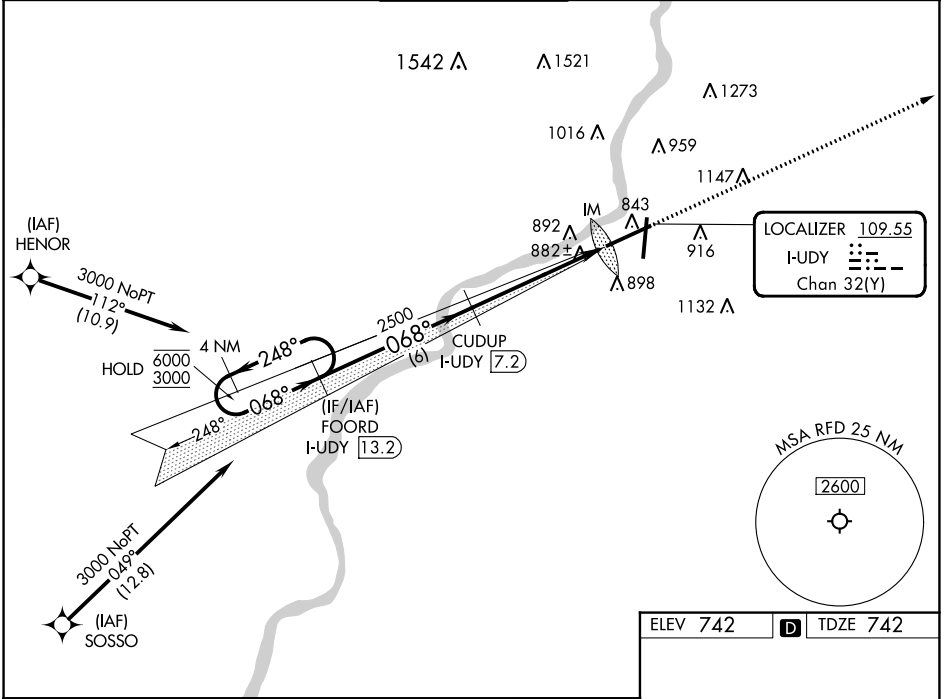 1542
1521
1273
1016
959
1147
IM
843
892
882±
916
898
1132
LOCALIZER 109.55
I-UDY
Chan 32(Y)
(IAF)
HENOR
3000 NoPT
112°
(10.9)
4 NM
HOLD
6000
3000
248°
068°
248°
2500
068°
(6)
CUDUP
I-UDY 7.2
(IF/IAF)
FOORD
I-UDY 13.2
3000 NoPT
049°
(12.8)
(IAF)
SOSSO
MSA RFD 25 NM
2600
ELEV 742 D TDZE 742